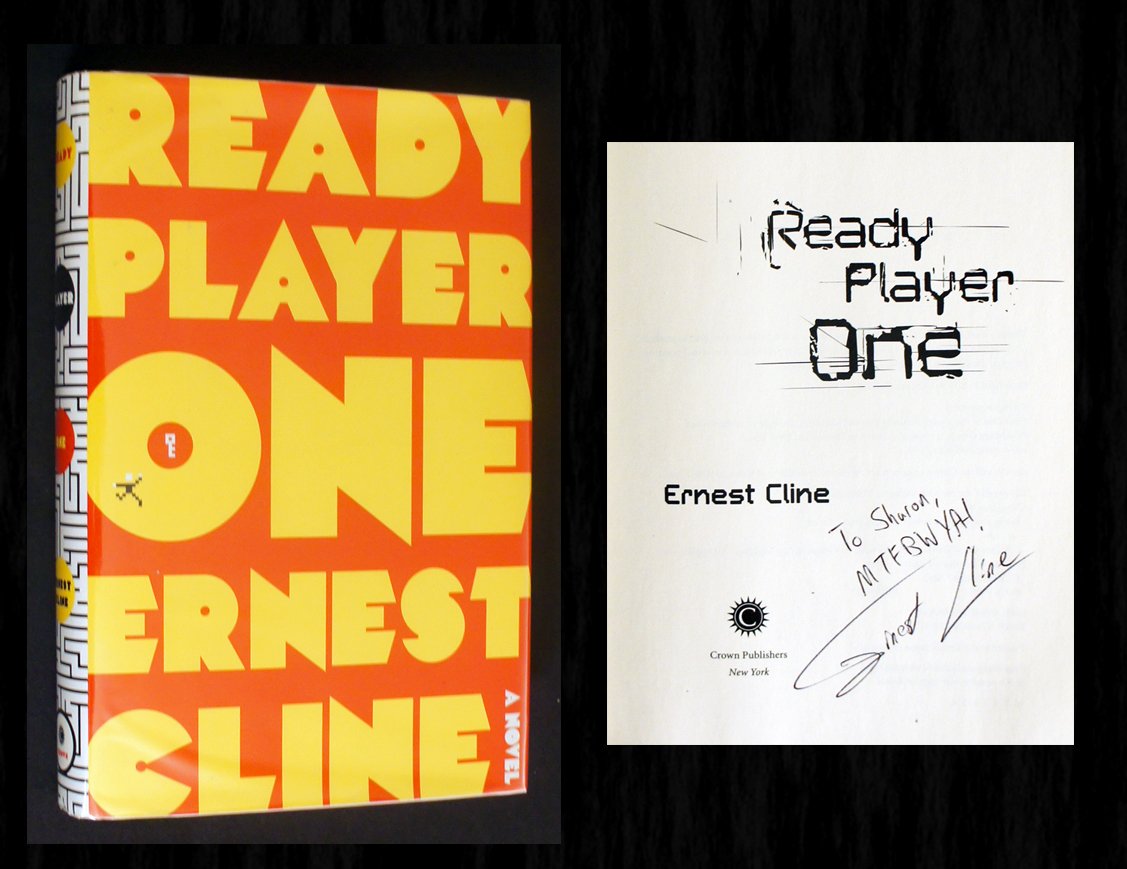 READY
PLAYER
ONE
ERNEST
CLINE
A NOVEL
READY
PLAYER
ONE
ERNEST
CLINE
Ready
Player
One
Ernest Cline
To Sharon,
MTFBWYA!
Ernest Cline
C
Crown Publishers
New York